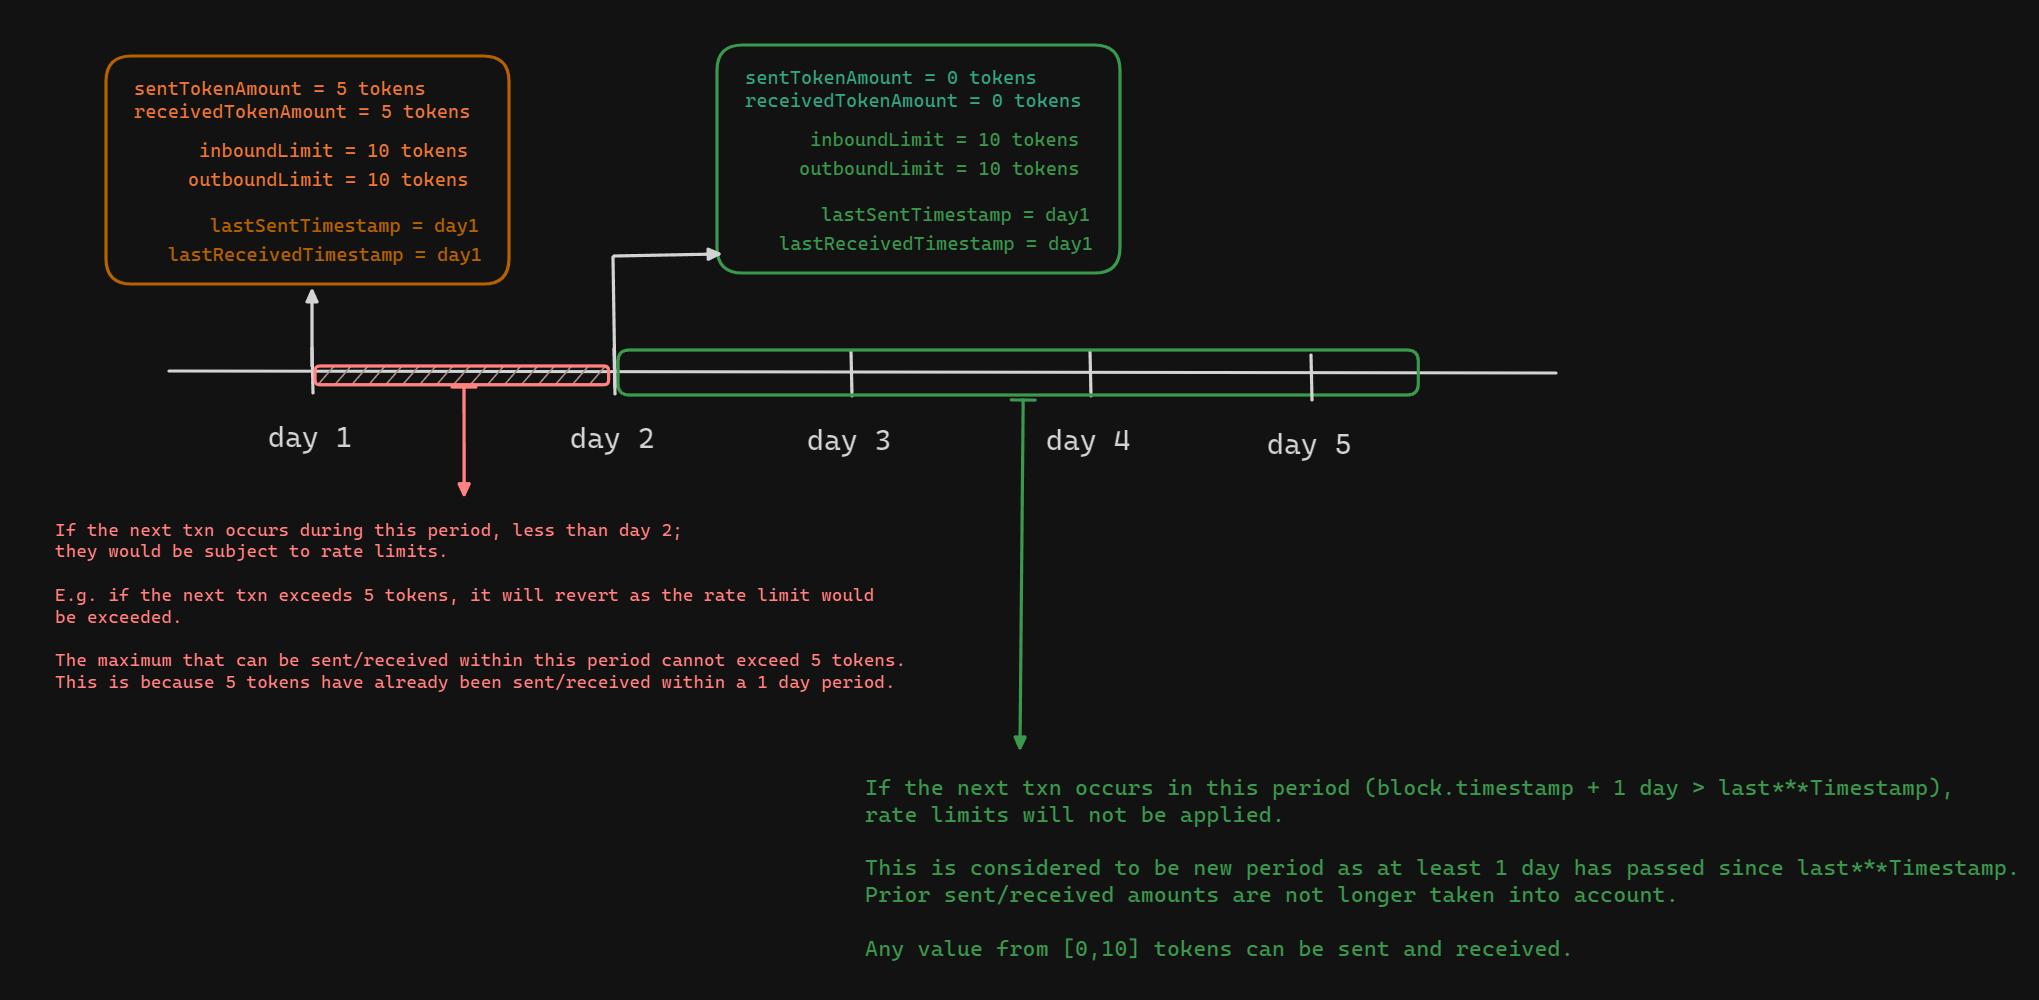 sentTokenAmount = 5 tokens
receivedTokenAmount = 5 tokens
inboundLimit = 10 tokens
outboundLimit = 10 tokens
lastSentTimestamp = day1
lastReceivedTimestamp = day1
sentTokenAmount = 0 tokens
receivedTokenAmount = 0 tokens
inboundLimit = 10 tokens
outboundLimit = 10 tokens
lastSentTimestamp = day1
lastReceivedTimestamp = day1
day 1
day 2
day 3
day 4
day 5
If the next txn occurs during this period, less than day 2;
they would be subject to rate limits.
E.g. if the next txn exceeds 5 tokens, it will revert as the rate limit would
be exceeded.
The maximum that can be sent/received within this period cannot exceed 5 tokens.
This is because 5 tokens have already been sent/received within a 1 day period.
If the next txn occurs in this period (block.timestamp + 1 day > last***Timestamp),
rate limits will not be applied.
This is considered to be new period as at least 1 day has passed since last***Timestamp.
Prior sent/received amounts are not longer taken into account.
Any value from [0,10] tokens can be sent and received.